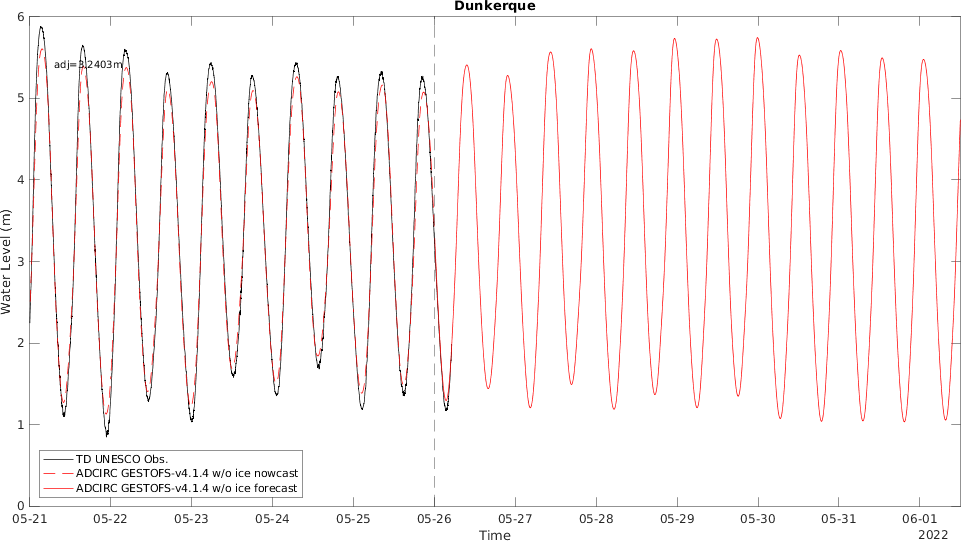 Dunkerque
6
5
4
3
2
1
0
adj=3.2403m
Water Level (m)
TD UNESCO Obs.
ADCIRC GESTOFS-v4.1.4 w/o ice nowcast
ADCIRC GESTOFS-v4.1.4 w/o ice forecast
05-21 05-22 05-23 05-24 05-25 05-26 05-27 05-28 05-29 05-30 05-31 06-01
Time
2022